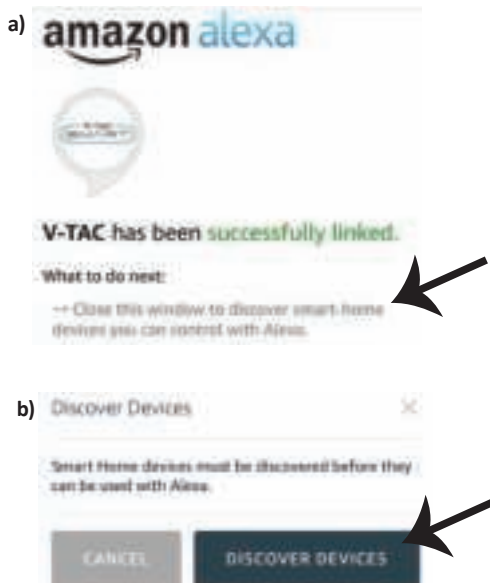 a)
amazon alexa
V-TAC has been successfully linked.
What to do next:
→ Close this window to discover smart-home
devices you can control with Alexa.
b) Discover Devices ×
Smart Home devices must be discovered before they
can be used with Alexa.
CANCEL DISCOVER DEVICES